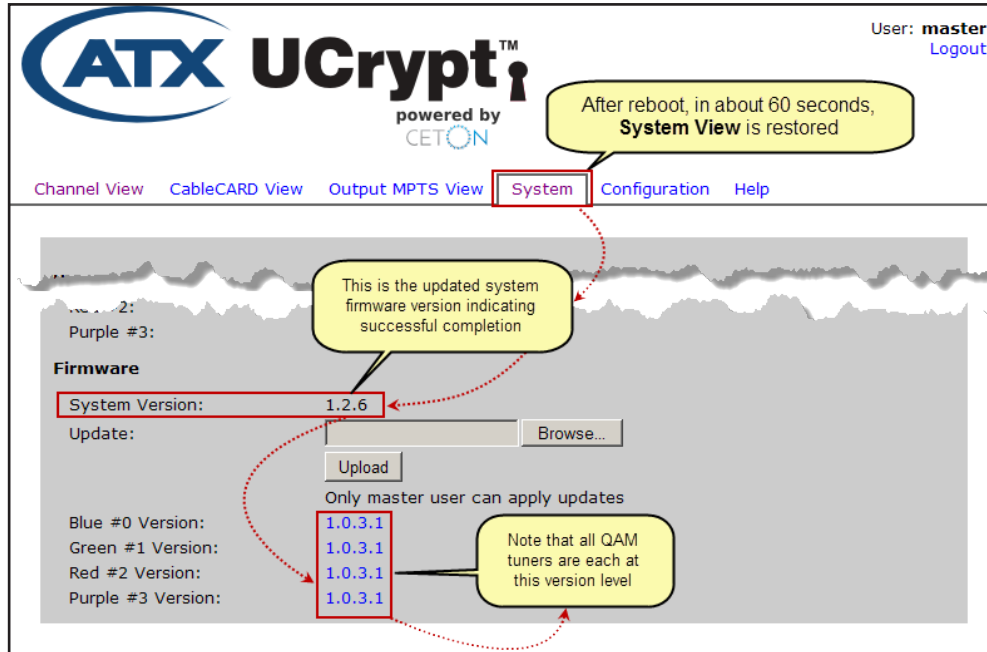 ATX UCrypt™
powered by
CETON
User: master
Logout
After reboot, in about 60 seconds,
System View is restored
Channel View CableCARD View Output MPTS View System Configuration Help
This is the updated system
firmware version indicating
successful completion
Purple #3:
Firmware
System Version: 1.2.6
Update: Browse...
Upload
Only master user can apply updates
Blue #0 Version: 1.0.3.1
Green #1 Version: 1.0.3.1
Red #2 Version: 1.0.3.1
Purple #3 Version: 1.0.3.1
Note that all QAM
tuners are each at
this version level